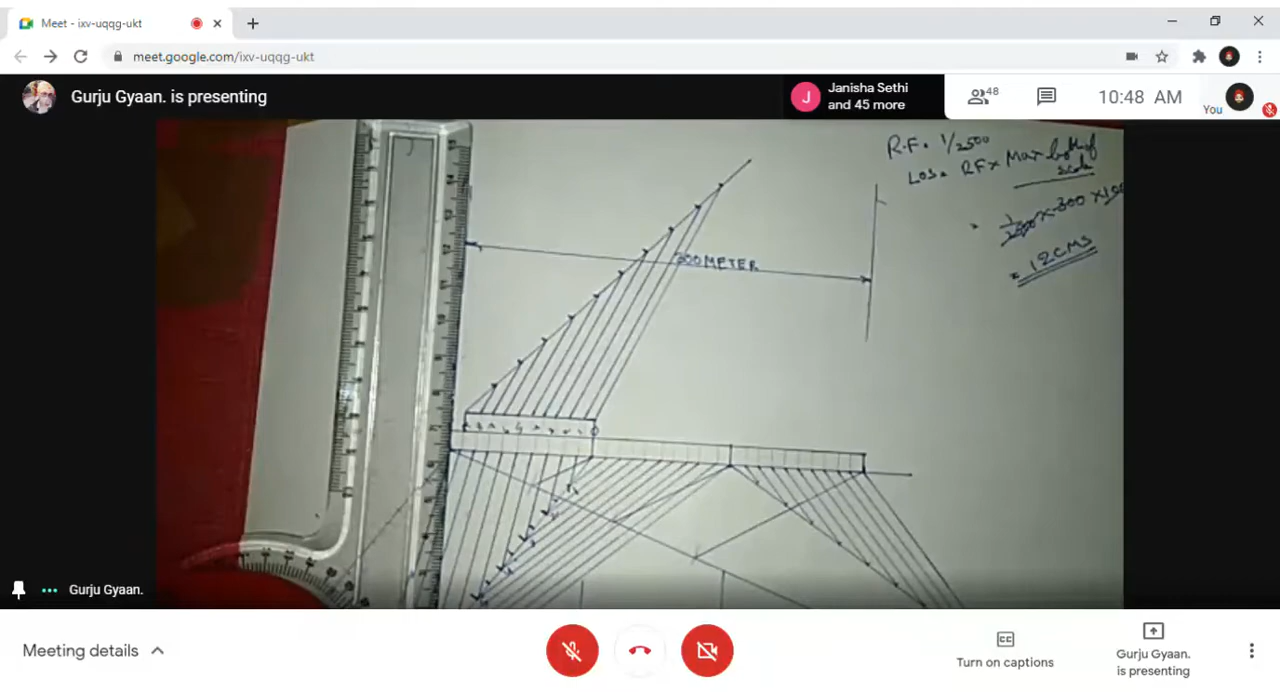 Meet - ixv-uqqg-ukt
meet.google.com/ixv-uqqg-ukt
Gurju Gyaan. is presenting
J
Janisha Sethi
and 45 more
48
10:48 AM
You
R.F. 1/2500
Los = RF x Max lgth of
scale
300 METER
= 12 CMS
Gurju Gyaan.
Meeting details
Turn on captions
Gurju Gyaan.
is presenting